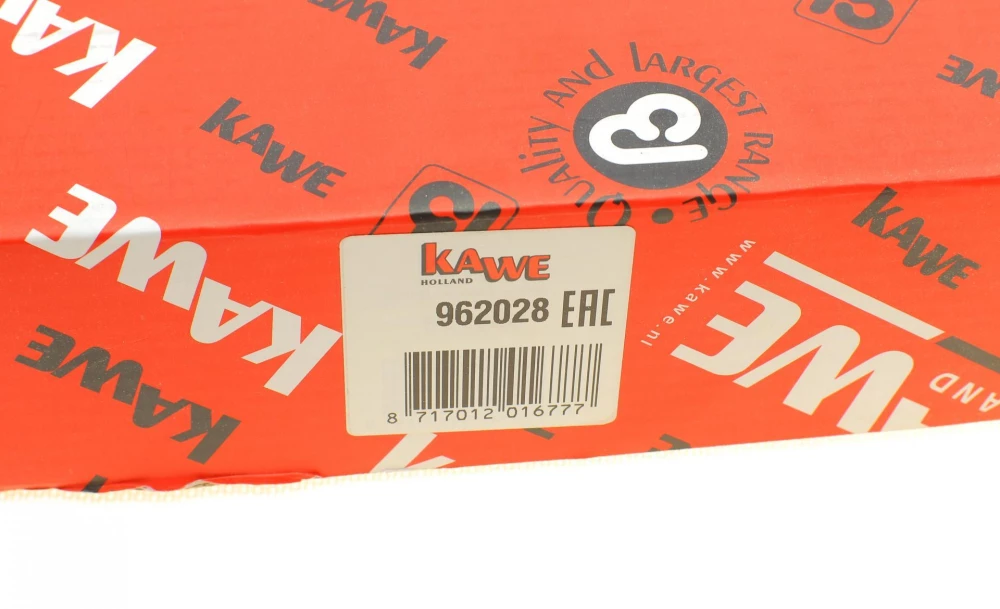 KAWE
KAWE
KAWE
QUALITY AND LARGEST RANGE
KAWE
KAWE
KAWE
HOLLAND
962028 EAC
8 717012 016777
www.kawe.nl
KAWE